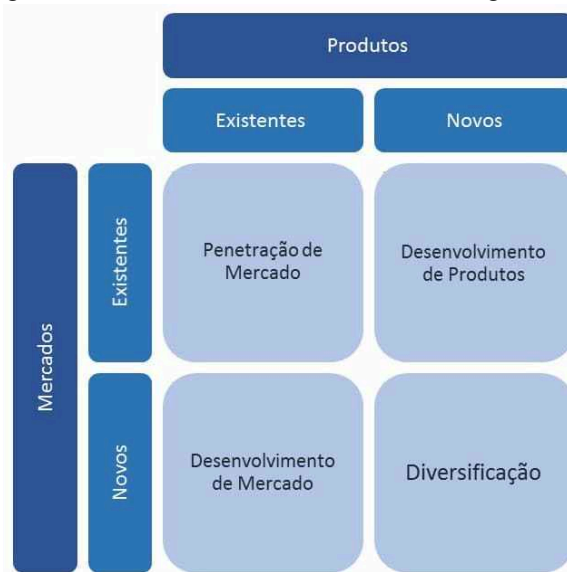 Produtos
Existentes
Novos
Mercados
Existentes
Penetração de
Mercado
Desenvolvimento
de Produtos
Novos
Desenvolvimento
de Mercado
Diversificação